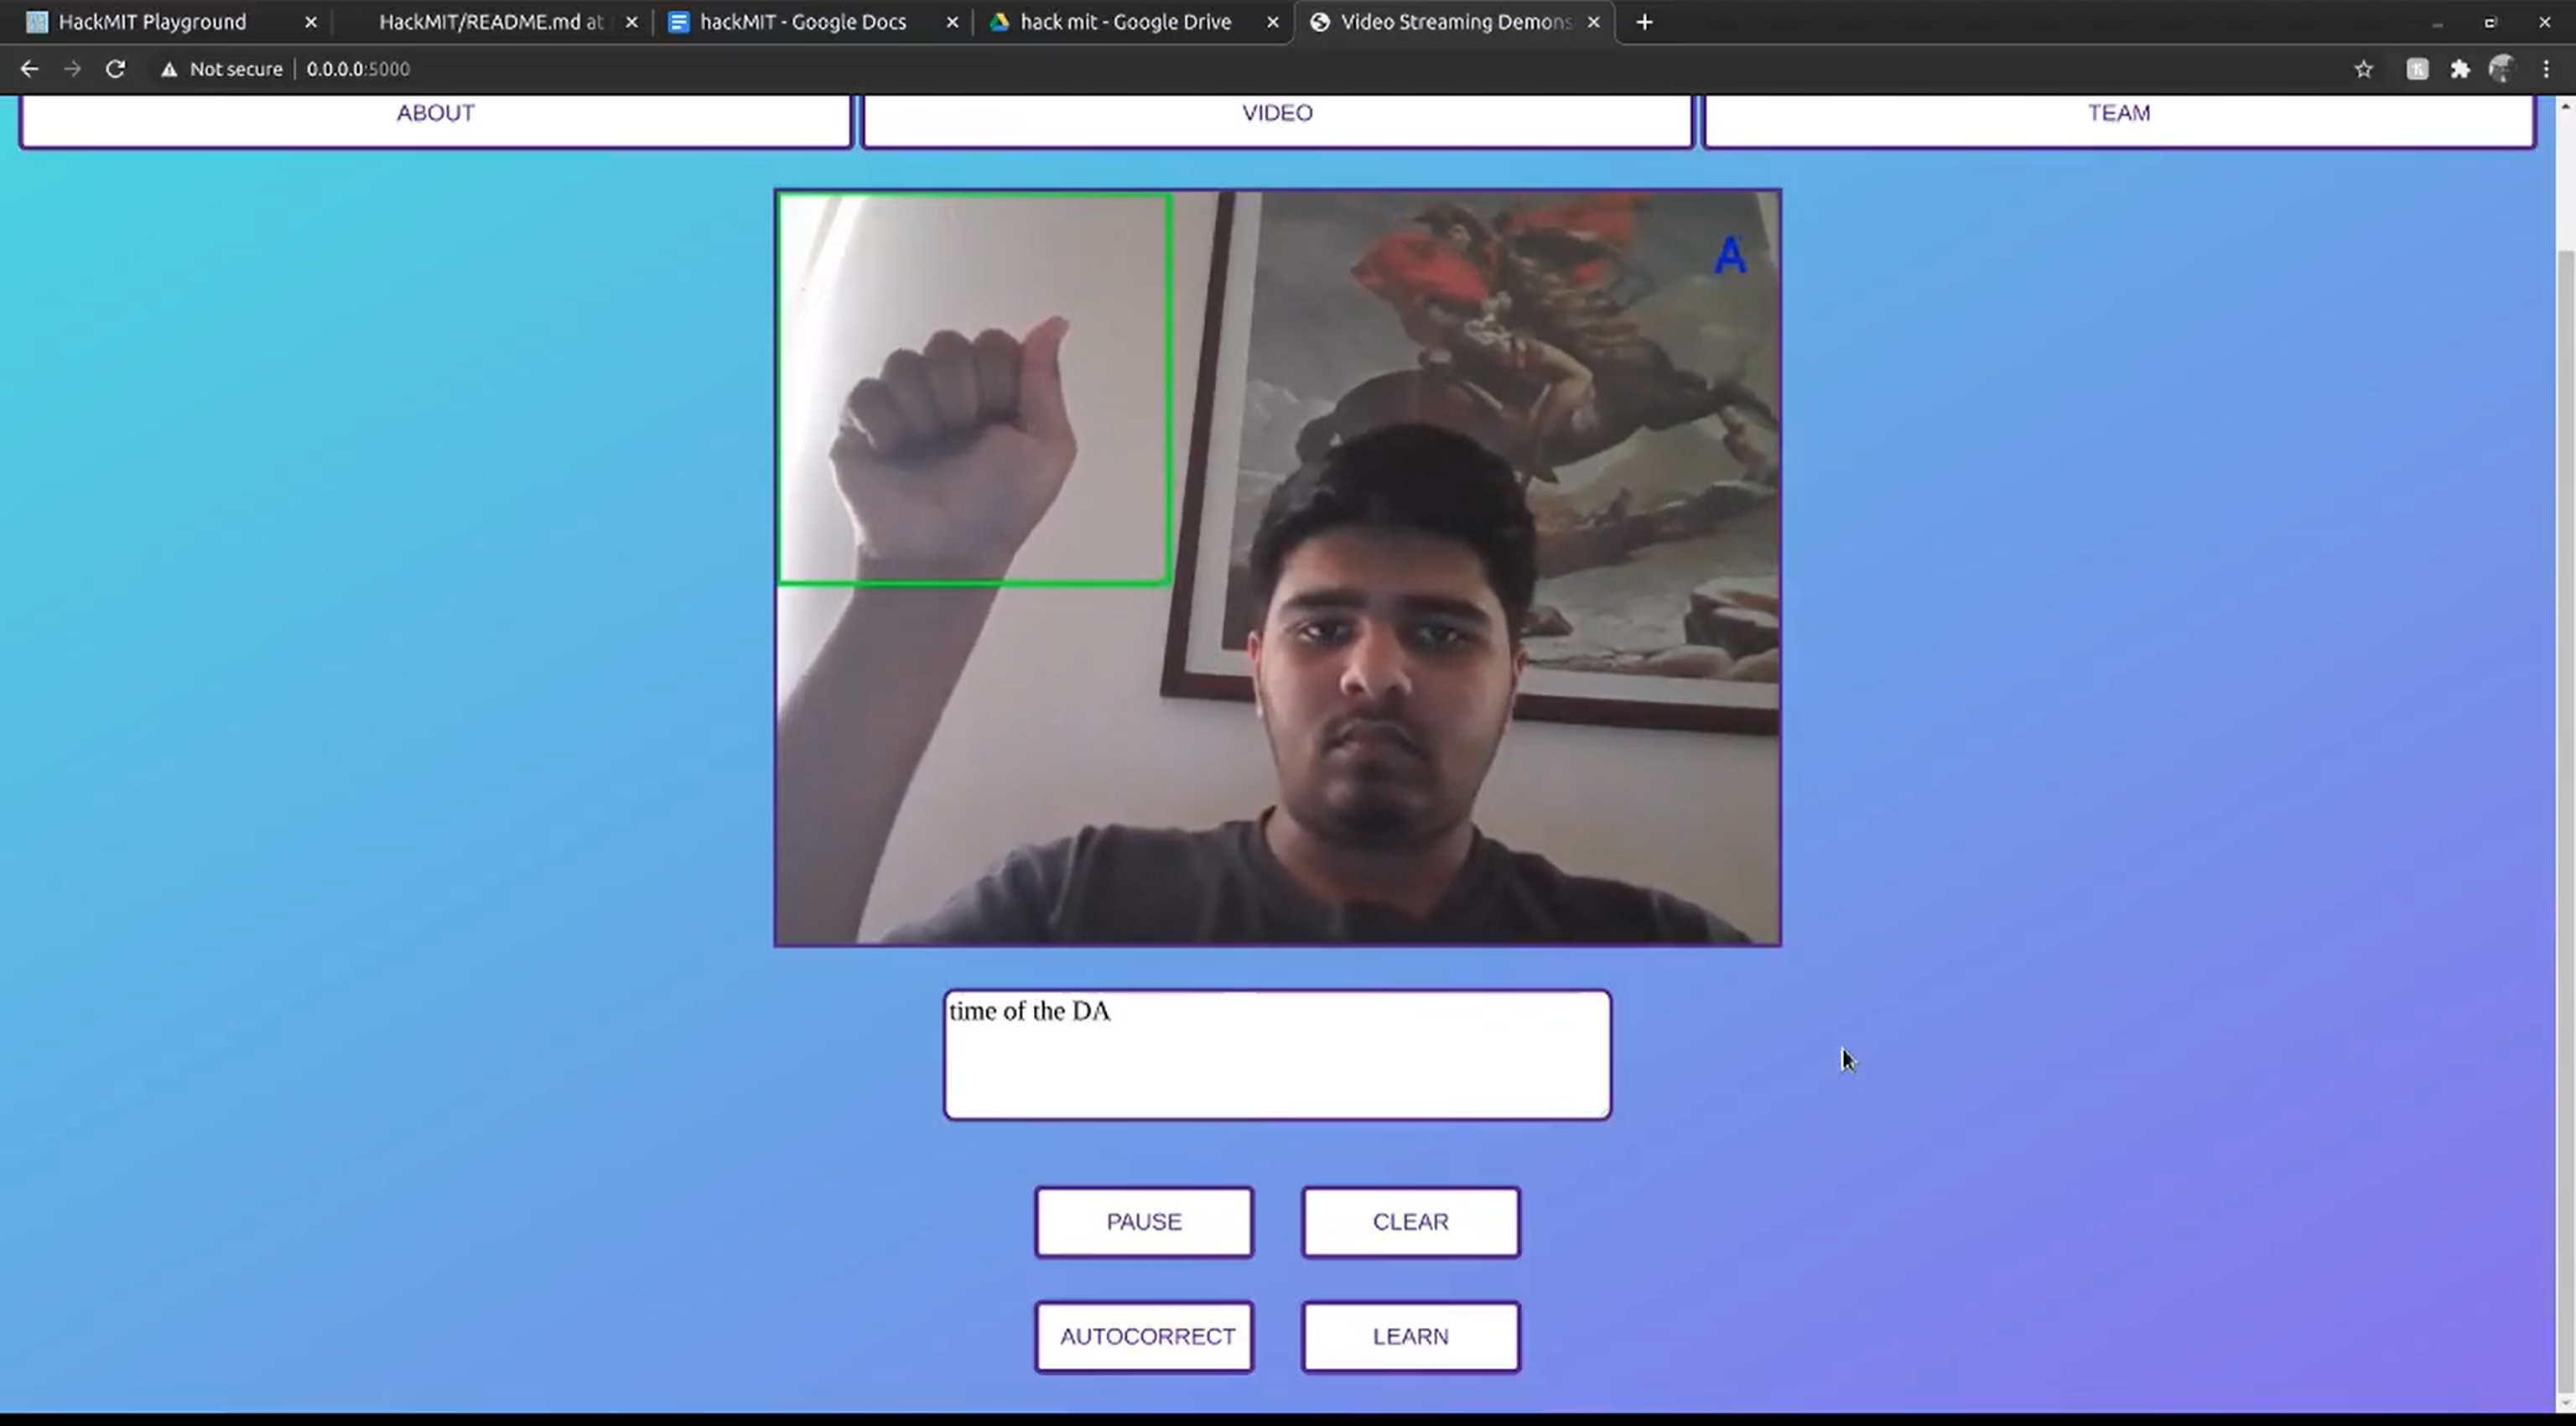 HackMIT Playground
HackMIT/README.md at
hackMIT - Google Docs
hack mit - Google Drive
Video Streaming Demons
Not secure
0.0.0.0:5000
ABOUT
VIDEO
TEAM
A
time of the DA
PAUSE
CLEAR
AUTOCORRECT
LEARN